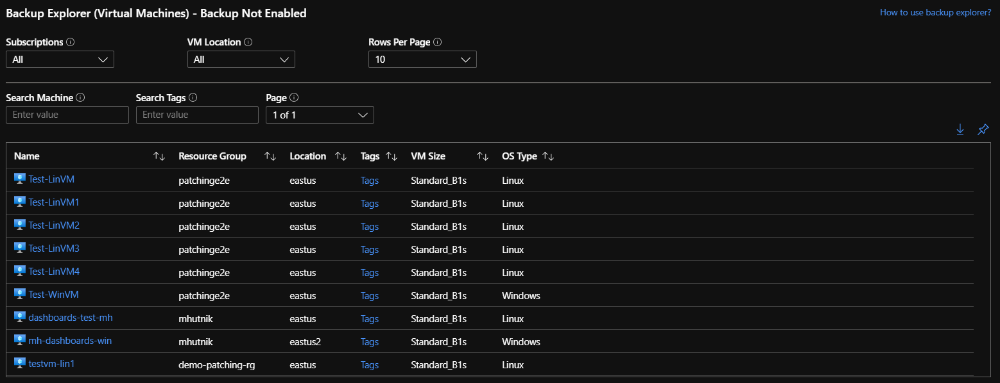 Backup Explorer (Virtual Machines) - Backup Not Enabled How to use backup explorer?
Subscriptions VM Location Rows Per Page
All All 10
Search Machine Search Tags Page
Enter value Enter value 1 of 1
Name Resource Group Location Tags VM Size OS Type
Test-LinVM patchinge2e eastus Tags Standard_B1s Linux
Test-LinVM1 patchinge2e eastus Tags Standard_B1s Linux
Test-LinVM2 patchinge2e eastus Tags Standard_B1s Linux
Test-LinVM3 patchinge2e eastus Tags Standard_B1s Linux
Test-LinVM4 patchinge2e eastus Tags Standard_B1s Linux
Test-WinVM patchinge2e eastus Tags Standard_B1s Windows
dashboards-test-mh mhutnik eastus Tags Standard_B1s Linux
mh-dashboards-win mhutnik eastus2 Tags Standard_B1s Windows
testvm-lin1 demo-patching-rg eastus Tags Standard_B1s Linux